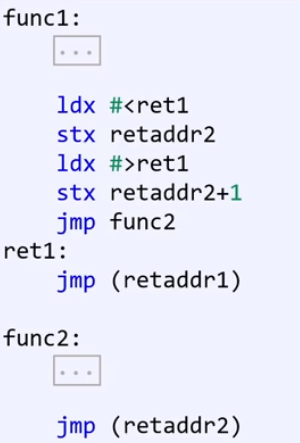 func1:
...
ldx #<ret1
stx retaddr2
ldx #>ret1
stx retaddr2+1
jmp func2
ret1:
jmp (retaddr1)
func2:
...
jmp (retaddr2)